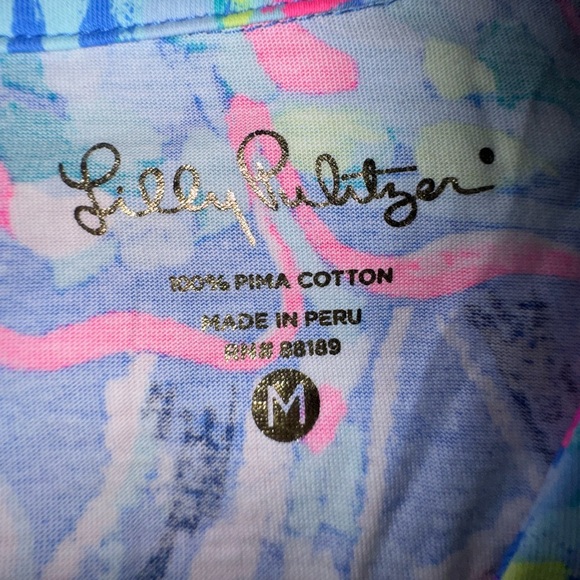 Lilly Pulitzer
100% PIMA COTTON
MADE IN PERU
RN# 88189
M